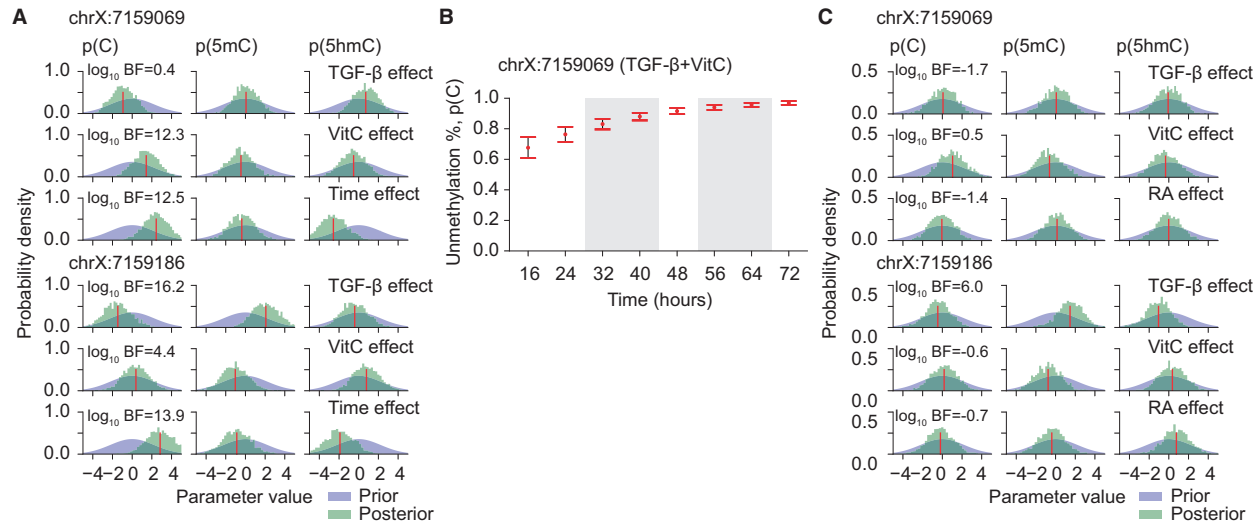 A
chrX:7159069
p(C) p(5mC) p(5hmC)
1.0
0.0
log10 BF=0.4
TGF-β effect
1.0
0.0
log10 BF=12.3
VitC effect
1.0
0.0
log10 BF=12.5
Time effect
chrX:7159186
1.0
0.0
log10 BF=16.2
TGF-β effect
1.0
0.0
log10 BF=4.4
VitC effect
1.0
0.0
log10 BF=13.9
Time effect
−4−2 0 2 4 −4−2 0 2 4 −4−2 0 2 4
Probability density
Parameter value
Prior
Posterior
B
chrX:7159069 (TGF-β+VitC)
1.0
0.8
0.6
0.4
0.2
0.0
Unmethylation %, p(C)
16 24 32 40 48 56 64 72
Time (hours)
C
chrX:7159069
p(C) p(5mC) p(5hmC)
0.5
0.0
log10 BF=-1.7
TGF-β effect
0.5
0.0
log10 BF=0.5
VitC effect
0.5
0.0
log10 BF=-1.4
RA effect
chrX:7159186
0.5
0.0
log10 BF=6.0
TGF-β effect
0.5
0.0
log10 BF=-0.6
VitC effect
0.5
0.0
log10 BF=-0.7
RA effect
−4−2 0 2 4 −4−2 0 2 4 −4−2 0 2 4
Probability density
Parameter value
Prior
Posterior